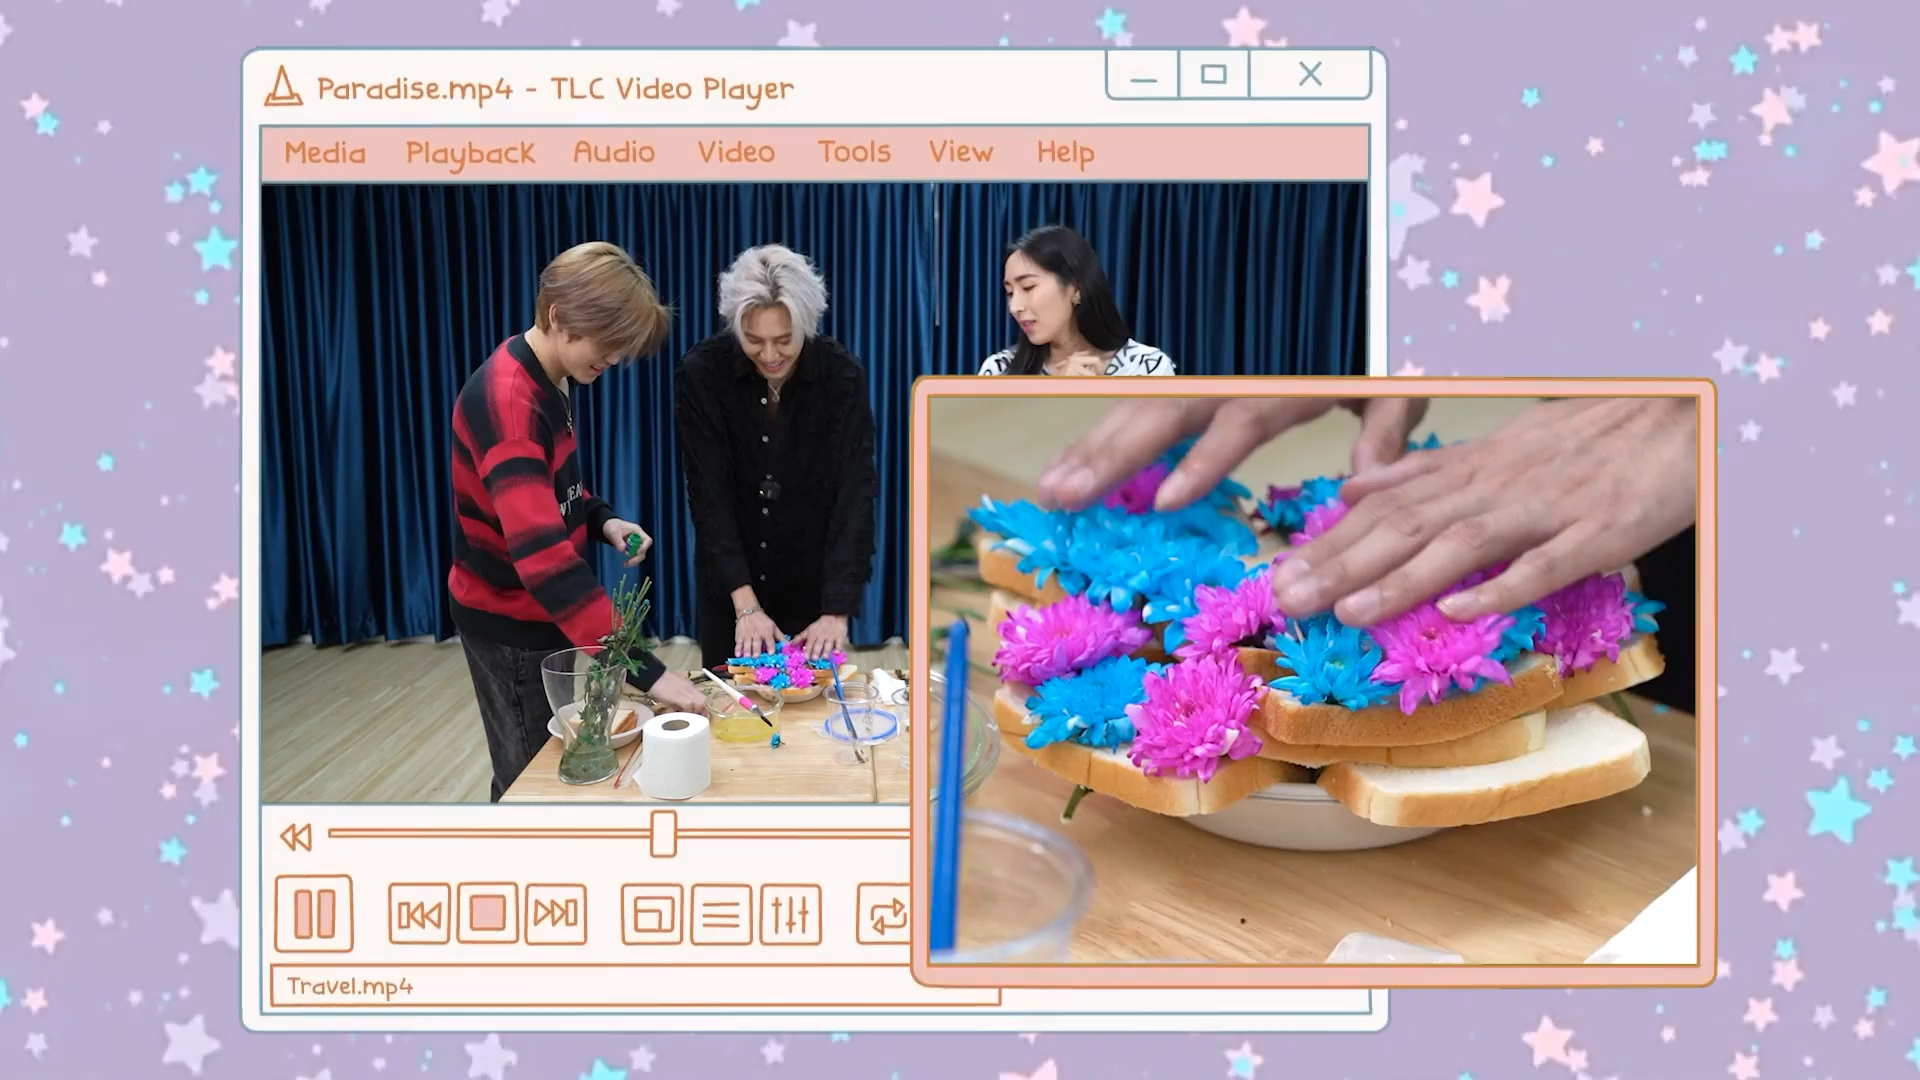 Paradise.mp4 - TLC Video Player
Media Playback Audio Video Tools View Help
Travel.mp4